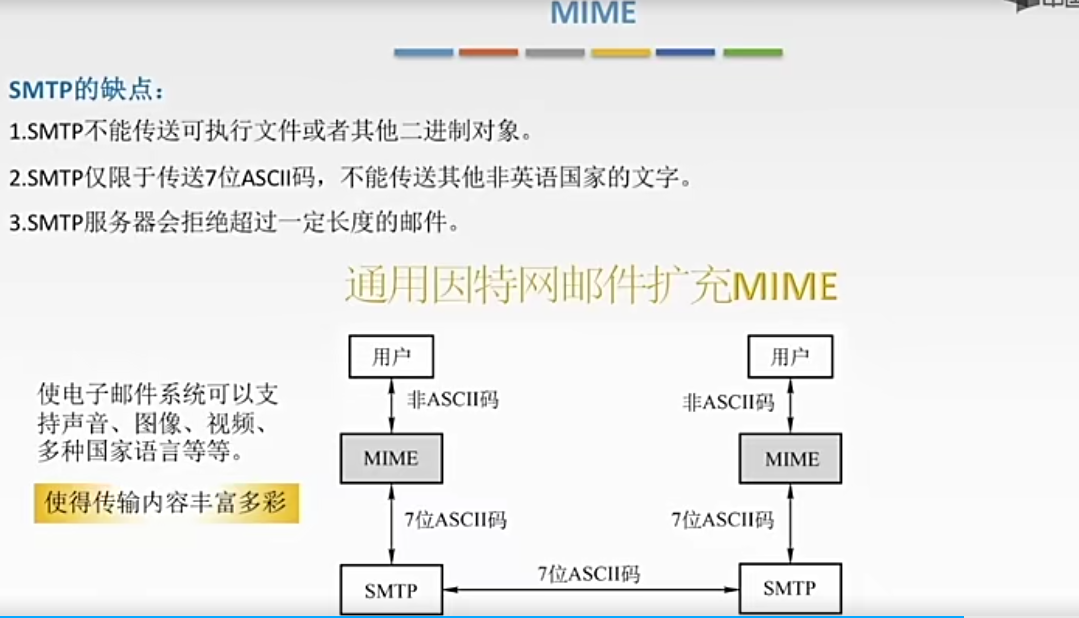 MIME
SMTP的缺点：
1.SMTP不能传送可执行文件或者其他二进制对象。
2.SMTP仅限于传送7位ASCII码，不能传送其他非英语国家的文字。
3.SMTP服务器会拒绝超过一定长度的邮件。
通用因特网邮件扩充MIME
用户
用户
非ASCII码
非ASCII码
使电子邮件系统可以支
持声音、图像、视频、
多种国家语言等等。
MIME
MIME
使得传输内容丰富多彩
7位ASCII码
7位ASCII码
7位ASCII码
SMTP
SMTP